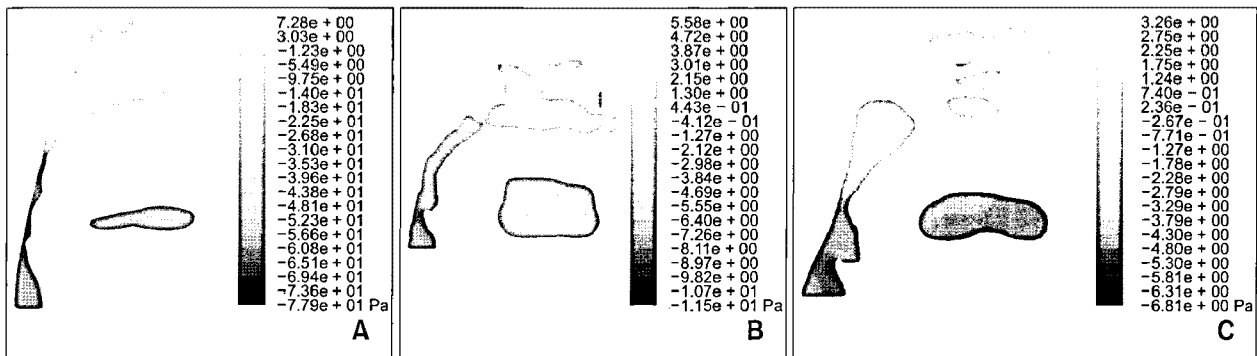 7.28e + 00
3.03e + 00
−1.23e + 00
−5.49e + 00
−9.75e + 00
−1.40e + 01
−1.83e + 01
−2.25e + 01
−2.68e + 01
−3.10e + 01
−3.53e + 01
−3.96e + 01
−4.38e + 01
−4.81e + 01
−5.23e + 01
−5.66e + 01
−6.08e + 01
−6.51e + 01
−6.94e + 01
−7.36e + 01
−7.79e + 01 Pa
A
5.58e + 00
4.72e + 00
3.87e + 00
3.01e + 00
2.15e + 00
1.30e + 00
4.43e − 01
−4.12e − 01
−1.27e + 00
−2.12e + 00
−2.98e + 00
−3.84e + 00
−4.69e + 00
−5.55e + 00
−6.40e + 00
−7.26e + 00
−8.11e + 00
−8.97e + 00
−9.82e + 00
−1.07e + 01
−1.15e + 01 Pa
B
3.26e + 00
2.75e + 00
2.25e + 00
1.75e + 00
1.24e + 00
7.40e − 01
2.36e − 01
−2.67e − 01
−7.71e − 01
−1.27e + 00
−1.78e + 00
−2.28e + 00
−2.79e + 00
−3.29e + 00
−3.79e + 00
−4.30e + 00
−4.80e + 00
−5.30e + 00
−5.81e + 00
−6.31e + 00
−6.81e + 00 Pa
C